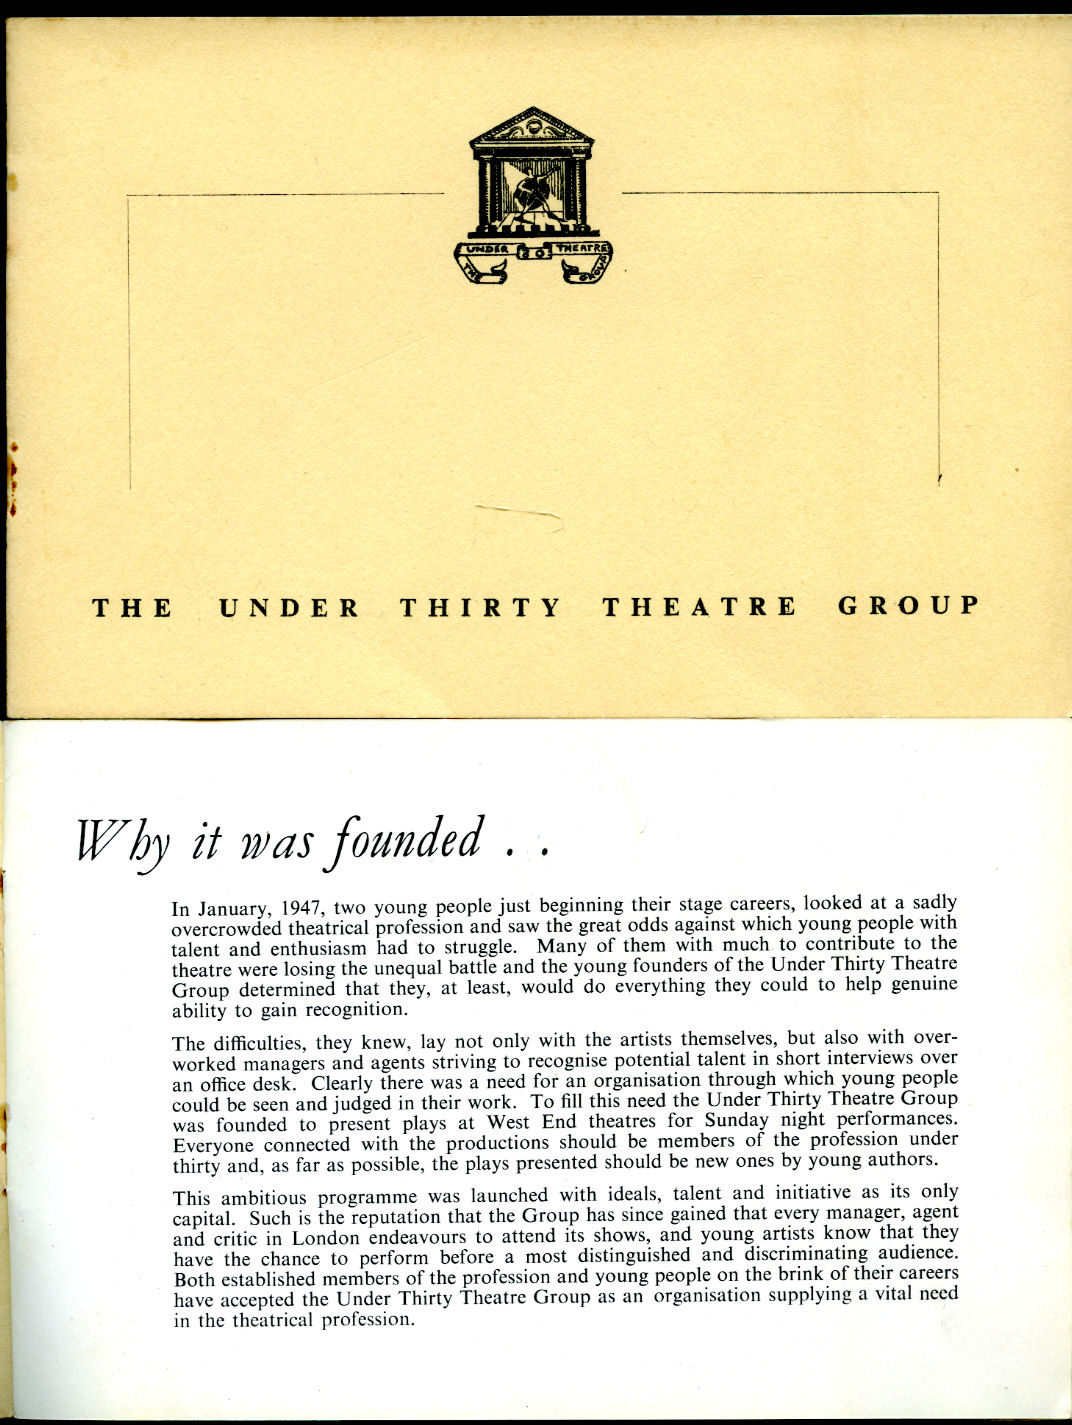 THE UNDER 30 THEATRE GROUP
THE UNDER THIRTY THEATRE GROUP
Why it was founded . .
In January, 1947, two young people just beginning their stage careers, looked at a sadly
overcrowded theatrical profession and saw the great odds against which young people with
talent and enthusiasm had to struggle. Many of them with much to contribute to the
theatre were losing the unequal battle and the young founders of the Under Thirty Theatre
Group determined that they, at least, would do everything they could to help genuine
ability to gain recognition.
The difficulties, they knew, lay not only with the artists themselves, but also with over-
worked managers and agents striving to recognise potential talent in short interviews over
an office desk. Clearly there was a need for an organisation through which young people
could be seen and judged in their work. To fill this need the Under Thirty Theatre Group
was founded to present plays at West End theatres for Sunday night performances.
Everyone connected with the productions should be members of the profession under
thirty and, as far as possible, the plays presented should be new ones by young authors.
This ambitious programme was launched with ideals, talent and initiative as its only
capital. Such is the reputation that the Group has since gained that every manager, agent
and critic in London endeavours to attend its shows, and young artists know that they
have the chance to perform before a most distinguished and discriminating audience.
Both established members of the profession and young people on the brink of their careers
have accepted the Under Thirty Theatre Group as an organisation supplying a vital need
in the theatrical profession.